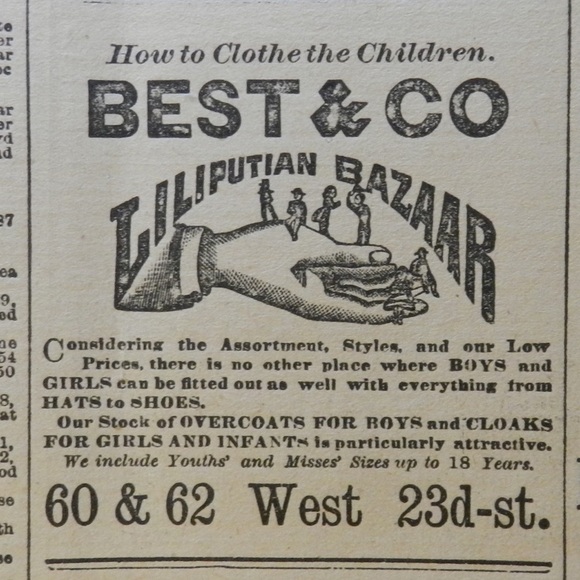 How to Clothe the Children.
BEST & CO
LILIPUTIAN BAZAAR
Considering the Assortment, Styles, and our Low
Prices, there is no other place where BOYS and
GIRLS can be fitted out as well with everything from
HATS to SHOES.
Our Stock of OVERCOATS FOR BOYS and CLOAKS
FOR GIRLS AND INFANTS is particularly attractive.
We include Youths' and Misses' Sizes up to 18 Years.
60 & 62 West 23d-st.